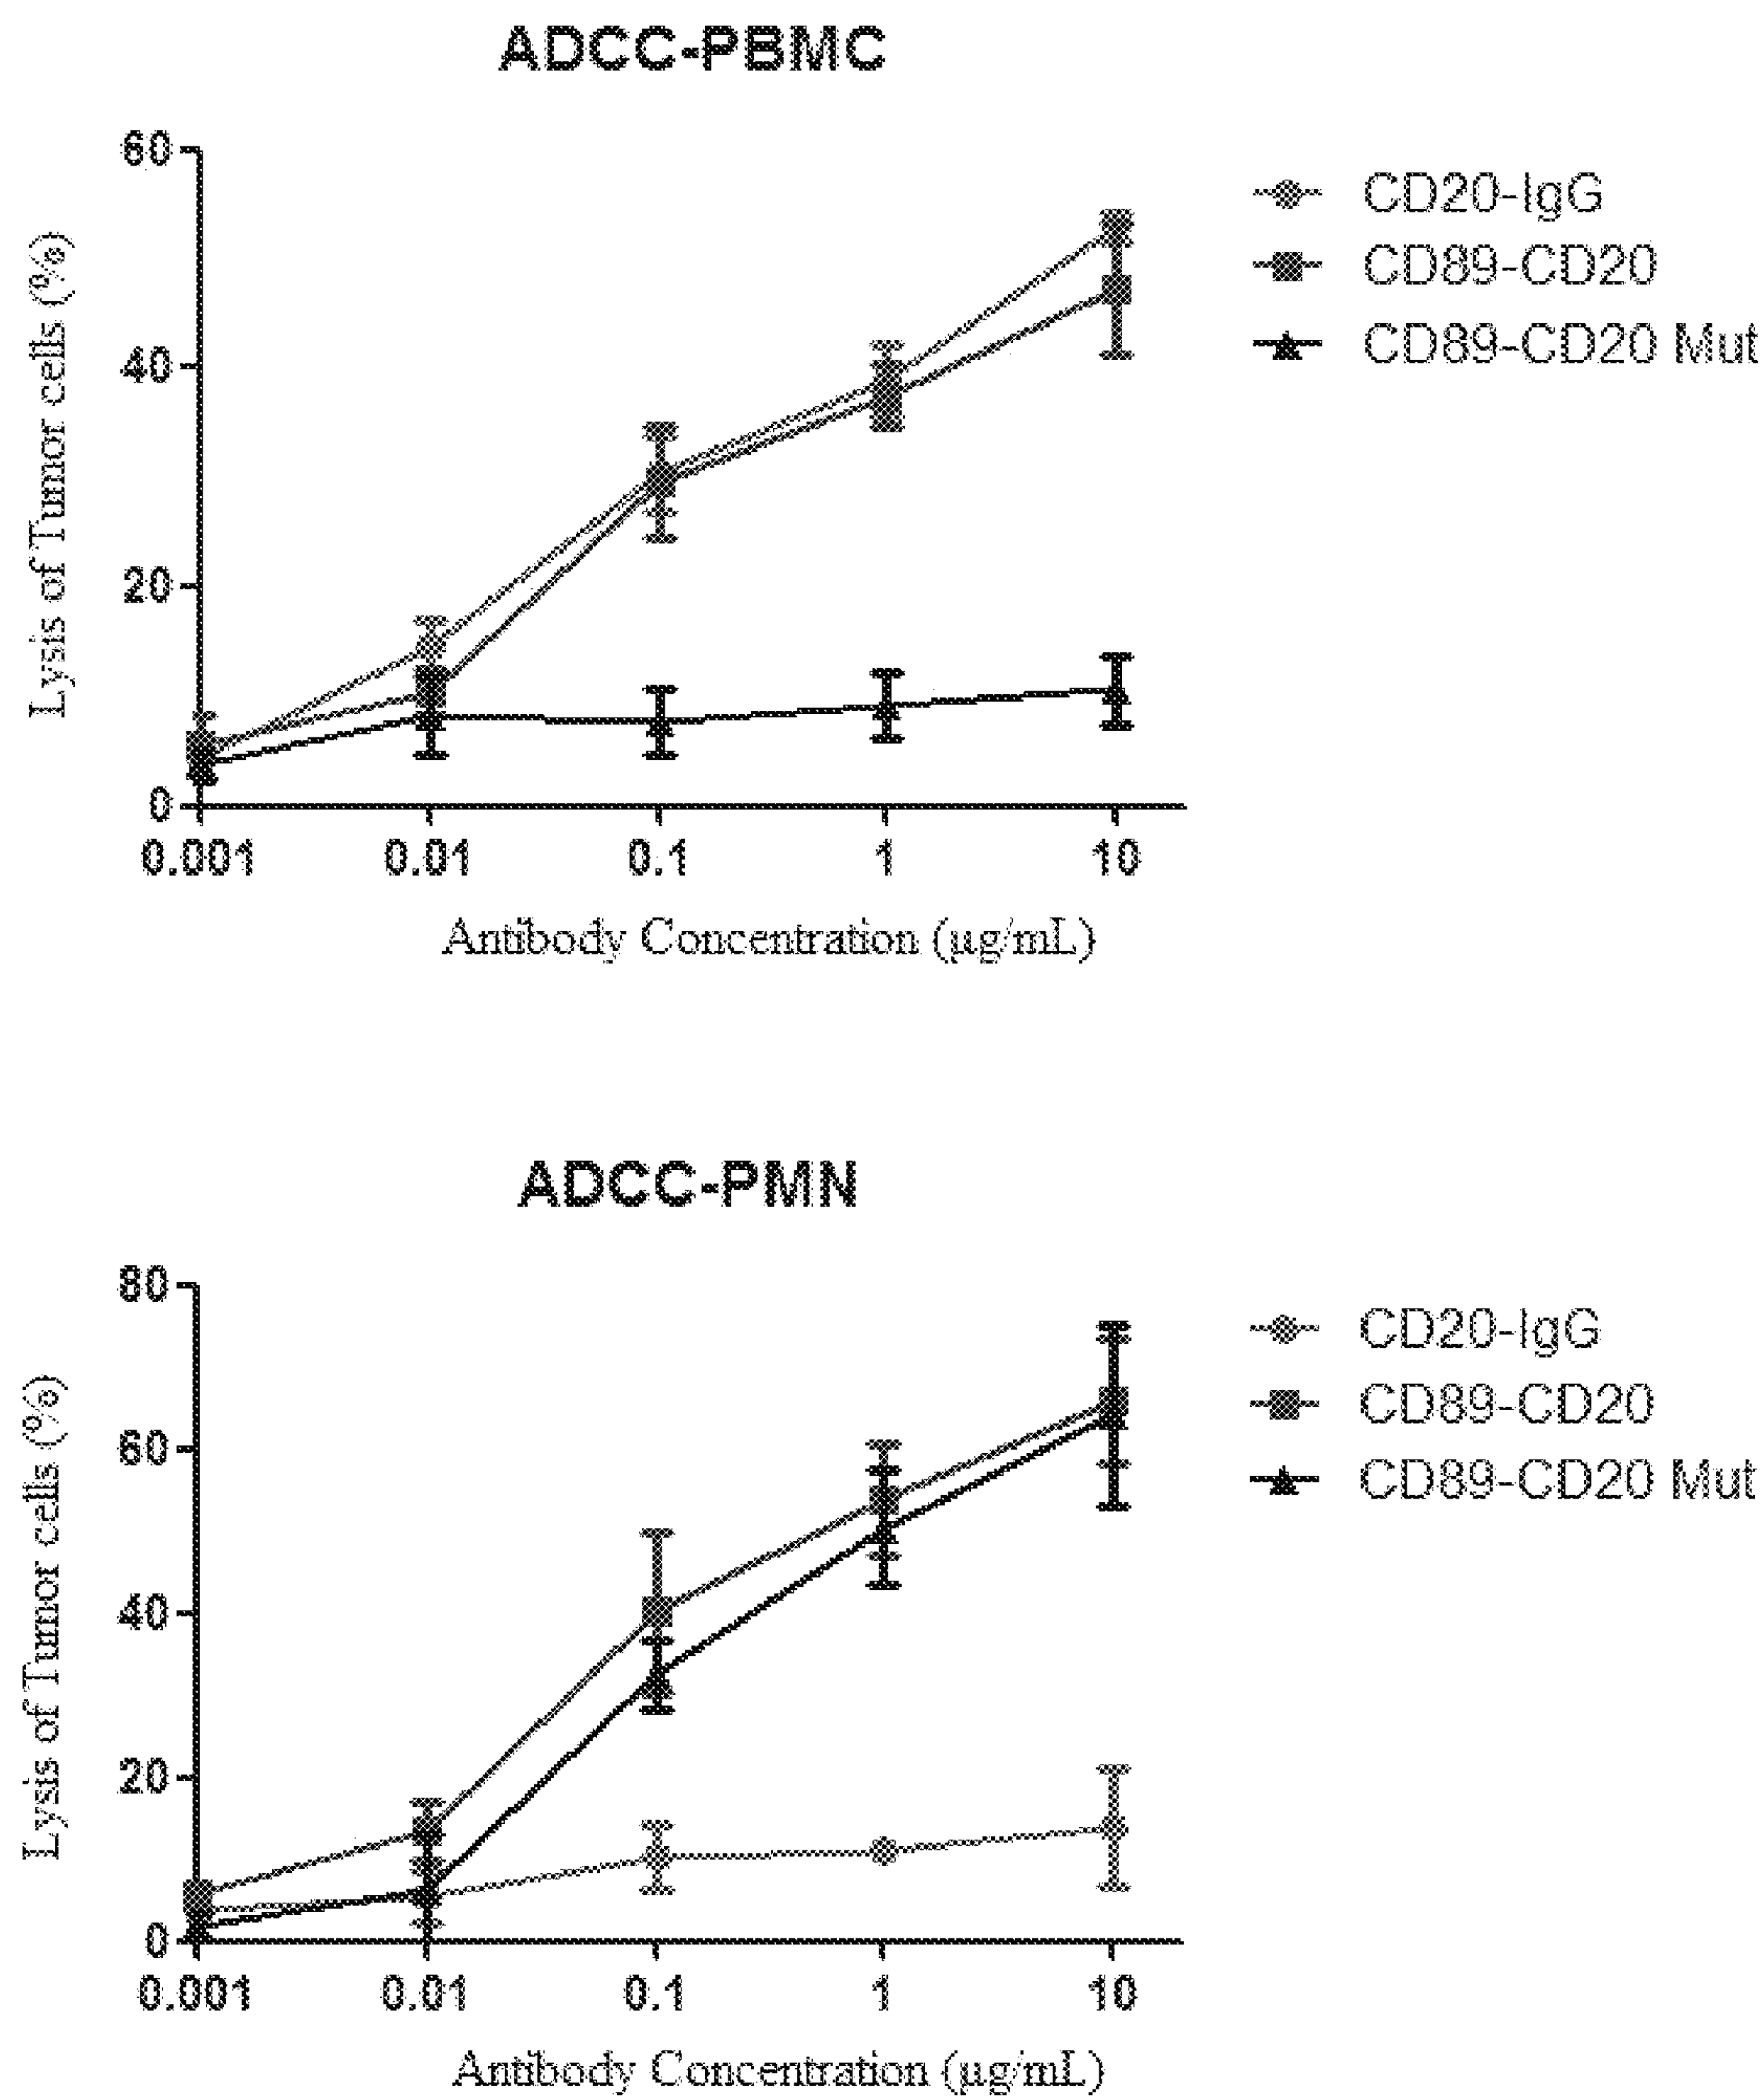 ADCC-PBMC
60
40
20
0
Lysis of Tumor cells (%)
0.001 0.01 0.1 1 10
Antibody Concentration (µg/mL)
CD20-IgG
CD89-CD20
CD89-CD20 Mut
ADCC-PMN
80
60
40
20
0
Lysis of Tumor cells (%)
0.001 0.01 0.1 1 10
Antibody Concentration (µg/mL)
CD20-IgG
CD89-CD20
CD89-CD20 Mut